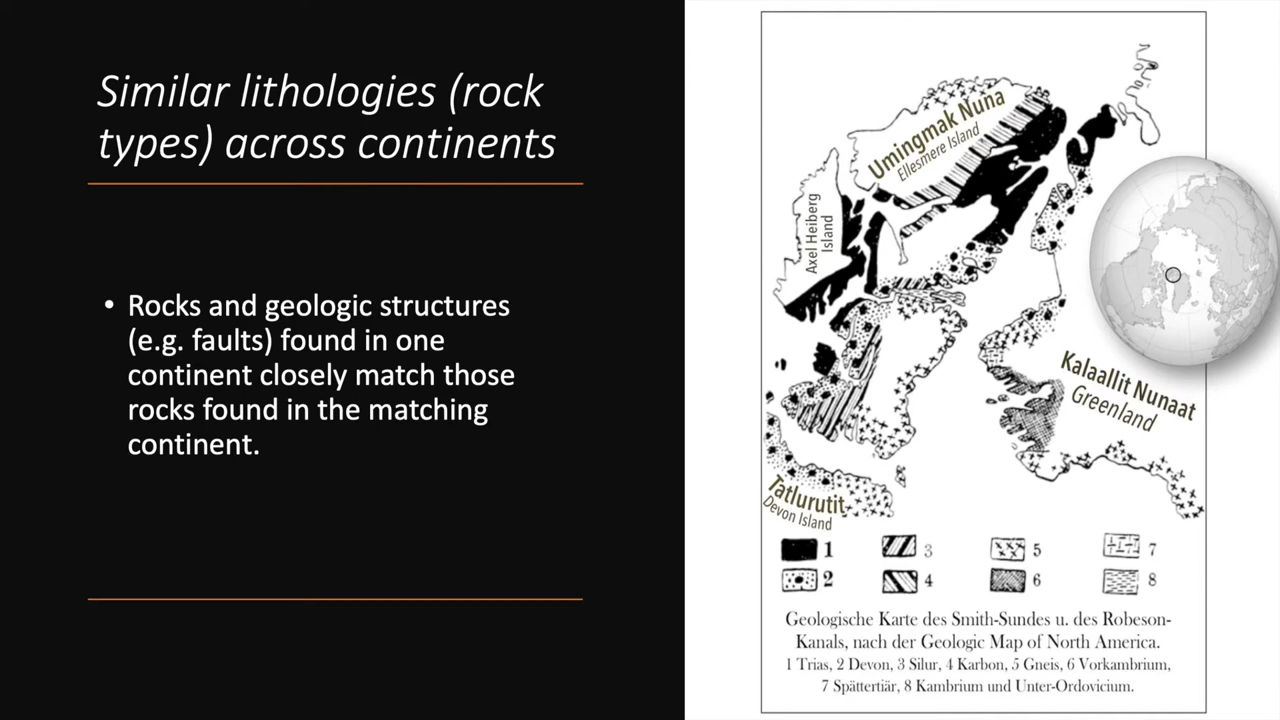 Similar lithologies (rock
types) across continents
• Rocks and geologic structures
(e.g. faults) found in one
continent closely match those
rocks found in the matching
continent.
Umingmak Nuna
Ellesmere Island
Axel Heiberg
Island
Kalaallit Nunaat
Greenland
Tatlurutit
Devon Island
1 3 5 7
2 4 6 8
Geologische Karte des Smith-Sundes u. des Robeson-
Kanals, nach der Geologic Map of North America.
1 Trias, 2 Devon, 3 Silur, 4 Karbon, 5 Gneis, 6 Vorkambrium,
7 Spättertiär, 8 Kambrium und Unter-Ordovicium.